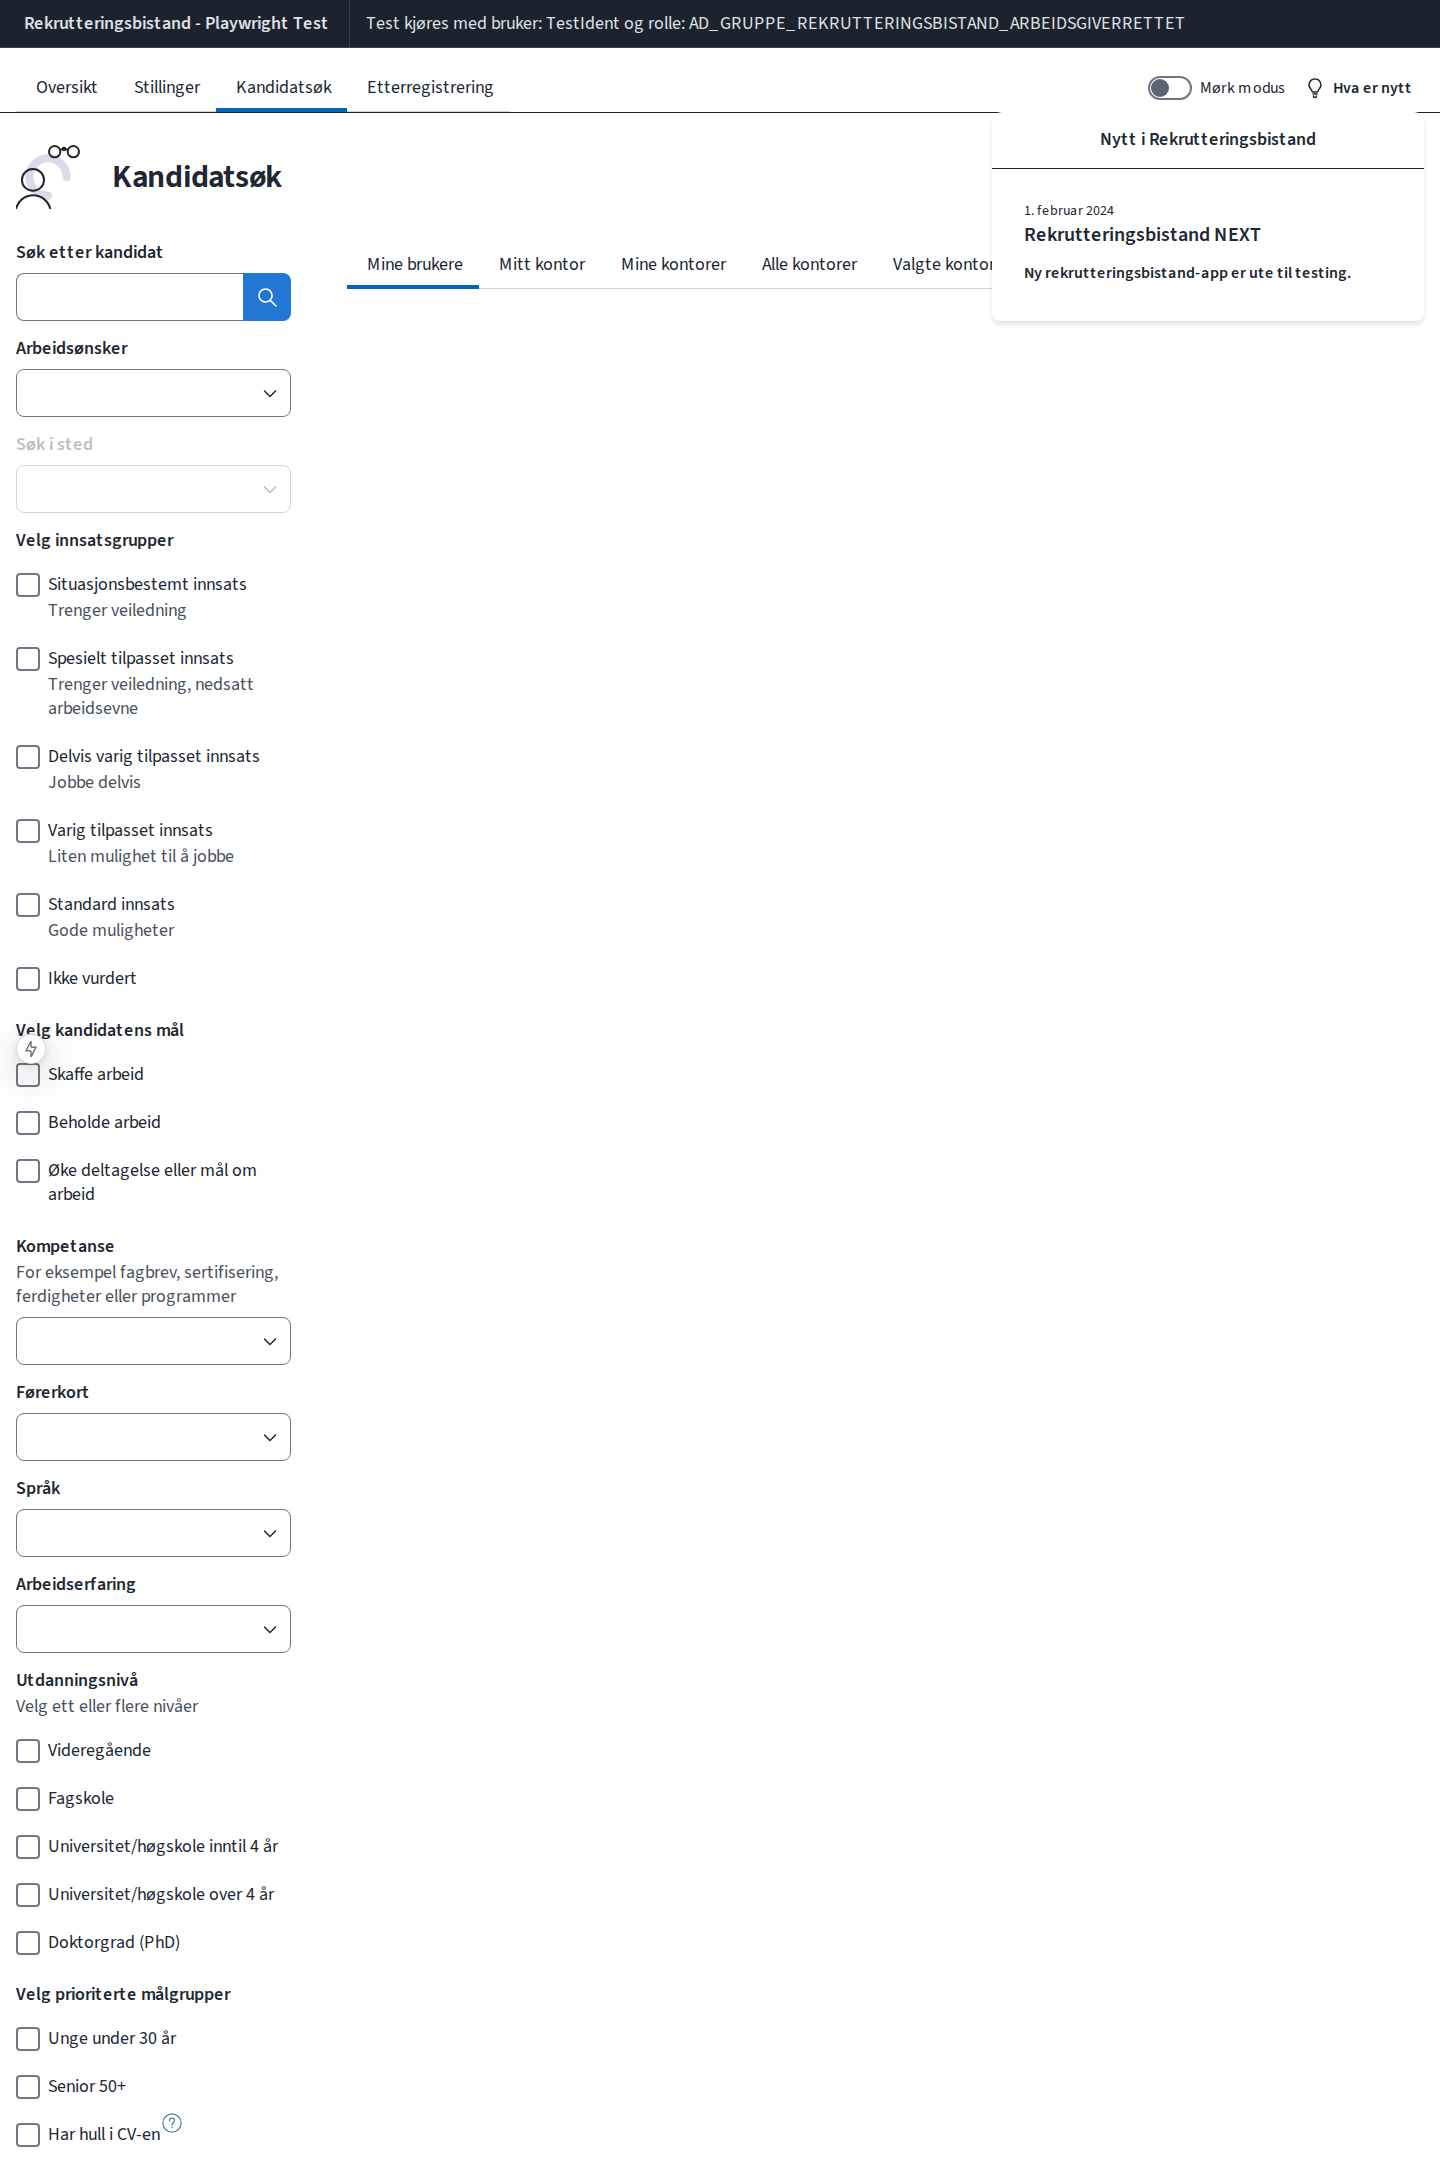 Rekrutteringsbistand - Playwright Test
Test kjøres med bruker: TestIdent og rolle: AD_GRUPPE_REKRUTTERINGSBISTAND_ARBEIDSGIVERRETTET
Oversikt
Stillinger
Kandidatsøk
Etterregistrering
Mørk modus
Hva er nytt
Nytt i Rekrutteringsbistand
1. februar 2024
Rekrutteringsbistand NEXT
Ny rekrutteringsbistand-app er ute til testing.
Kandidatsøk
Mine brukere
Mitt kontor
Mine kontorer
Alle kontorer
Valgte kontor
Søk etter kandidat
Arbeidsønsker
Søk i sted
Velg innsatsgrupper
Situasjonsbestemt innsats
Trenger veiledning
Spesielt tilpasset innsats
Trenger veiledning, nedsatt
arbeidsevne
Delvis varig tilpasset innsats
Jobbe delvis
Varig tilpasset innsats
Liten mulighet til å jobbe
Standard innsats
Gode muligheter
Ikke vurdert
Velg kandidatens mål
Skaffe arbeid
Beholde arbeid
Øke deltagelse eller mål om
arbeid
Kompetanse
For eksempel fagbrev, sertifisering,
ferdigheter eller programmer
Førerkort
Språk
Arbeidserfaring
Utdanningsnivå
Velg ett eller flere nivåer
Videregående
Fagskole
Universitet/høgskole inntil 4 år
Universitet/høgskole over 4 år
Doktorgrad (PhD)
Velg prioriterte målgrupper
Unge under 30 år
Senior 50+
Har hull i CV-en